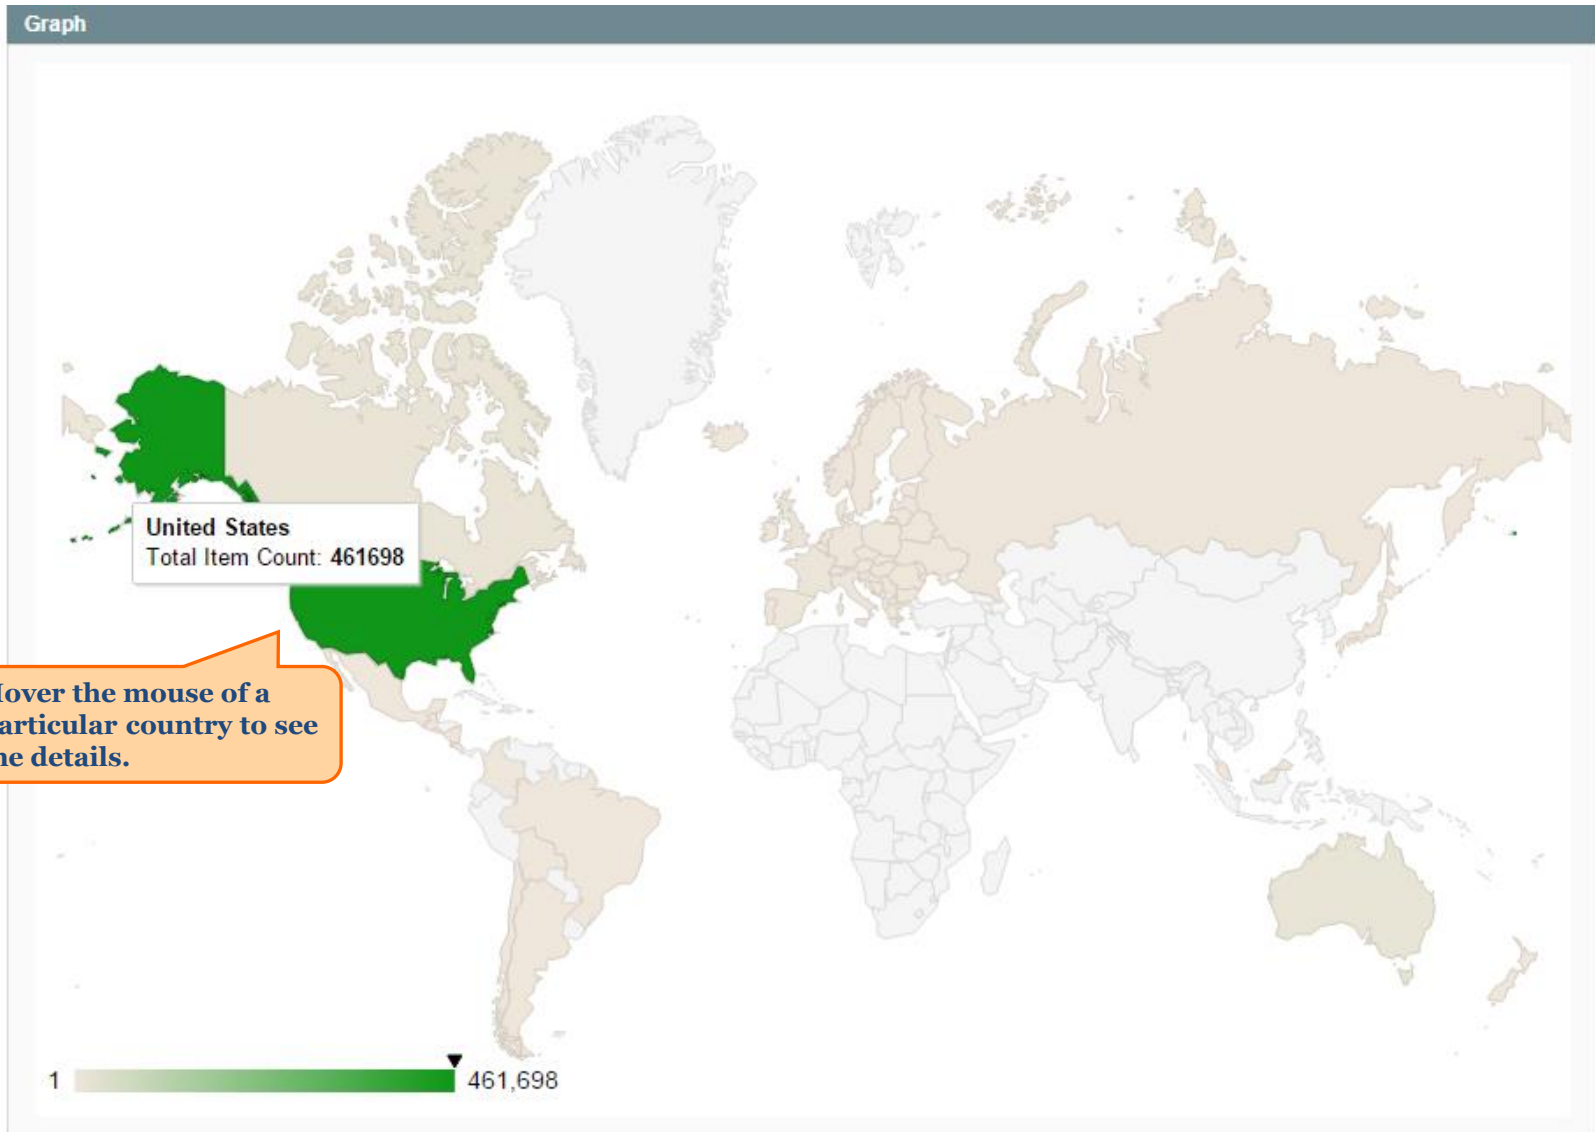 Graph
United States
Total Item Count: 461698
over the mouse of a
articular country to see
e details.
1
461,698